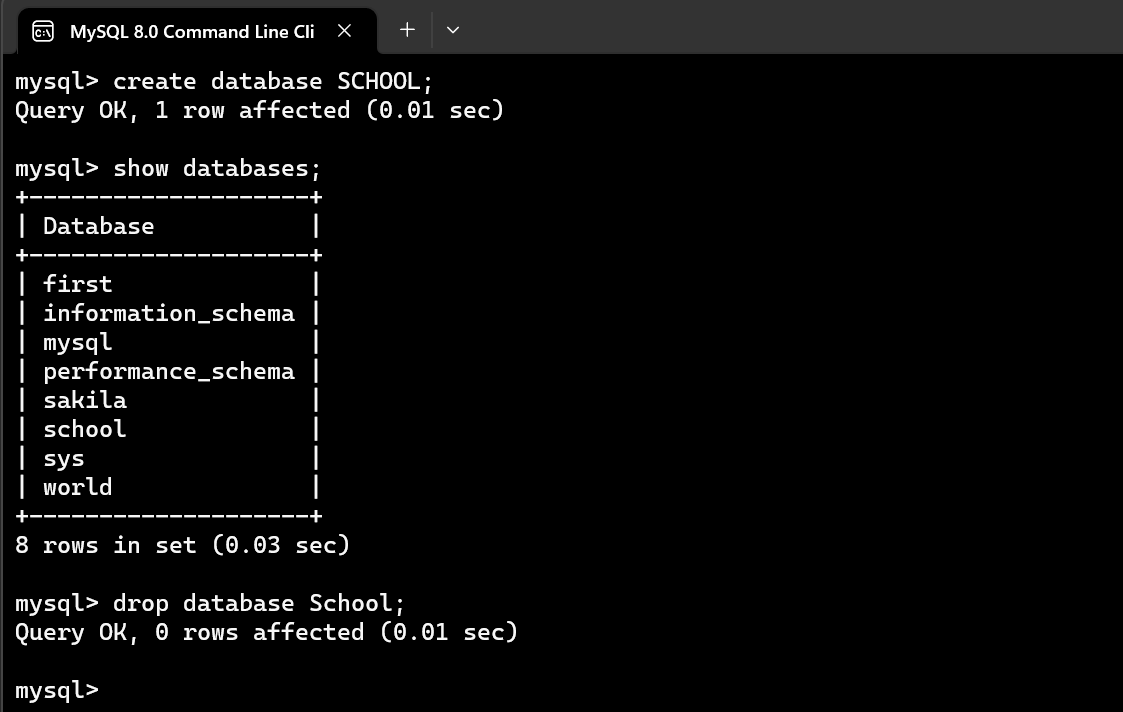 MySQL 8.0 Command Line Cli
mysql> create database SCHOOL;
Query OK, 1 row affected (0.01 sec)
mysql> show databases;
+--------------------+
| Database           |
+--------------------+
| first              |
| information_schema |
| mysql              |
| performance_schema |
| sakila             |
| school             |
| sys                |
| world              |
+--------------------+
8 rows in set (0.03 sec)
mysql> drop database School;
Query OK, 0 rows affected (0.01 sec)
mysql>